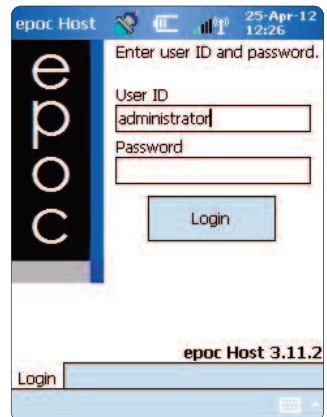 epoc Host
25-Apr-12
12:26
epoc
Enter user ID and password.
User ID
administrator
Password
Login
epoc Host 3.11.2
Login